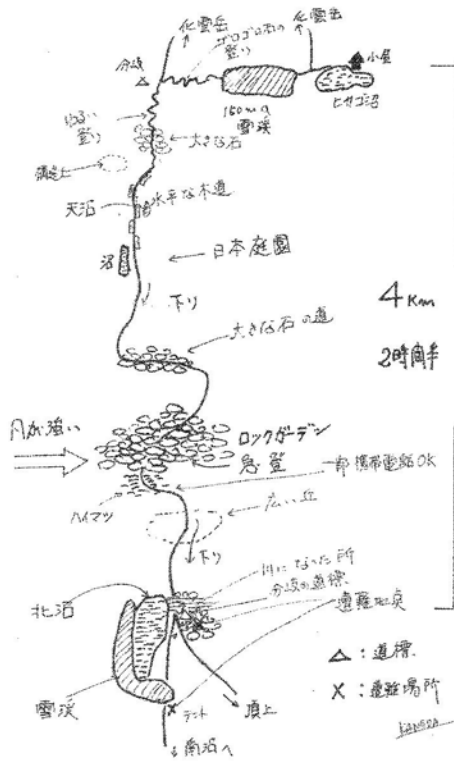 化雲岳
化雲岳
ゴロゴロ石の
登り
分岐
小屋
150mの
雪渓
ヒサゴ沼
ゆるい
登り
大きな石
天沼
水平な木道
沼
日本庭園
下り
4Km
大きな石の道
2時間半
風が強い
ロックガーデン
急登
一部携帯電話OK
ハイマツ
広い丘
下り
川になった所
分岐の道標
北沼
遭難地点
△:道標
X:遭難場所
雪渓
テント
頂上
南沼へ